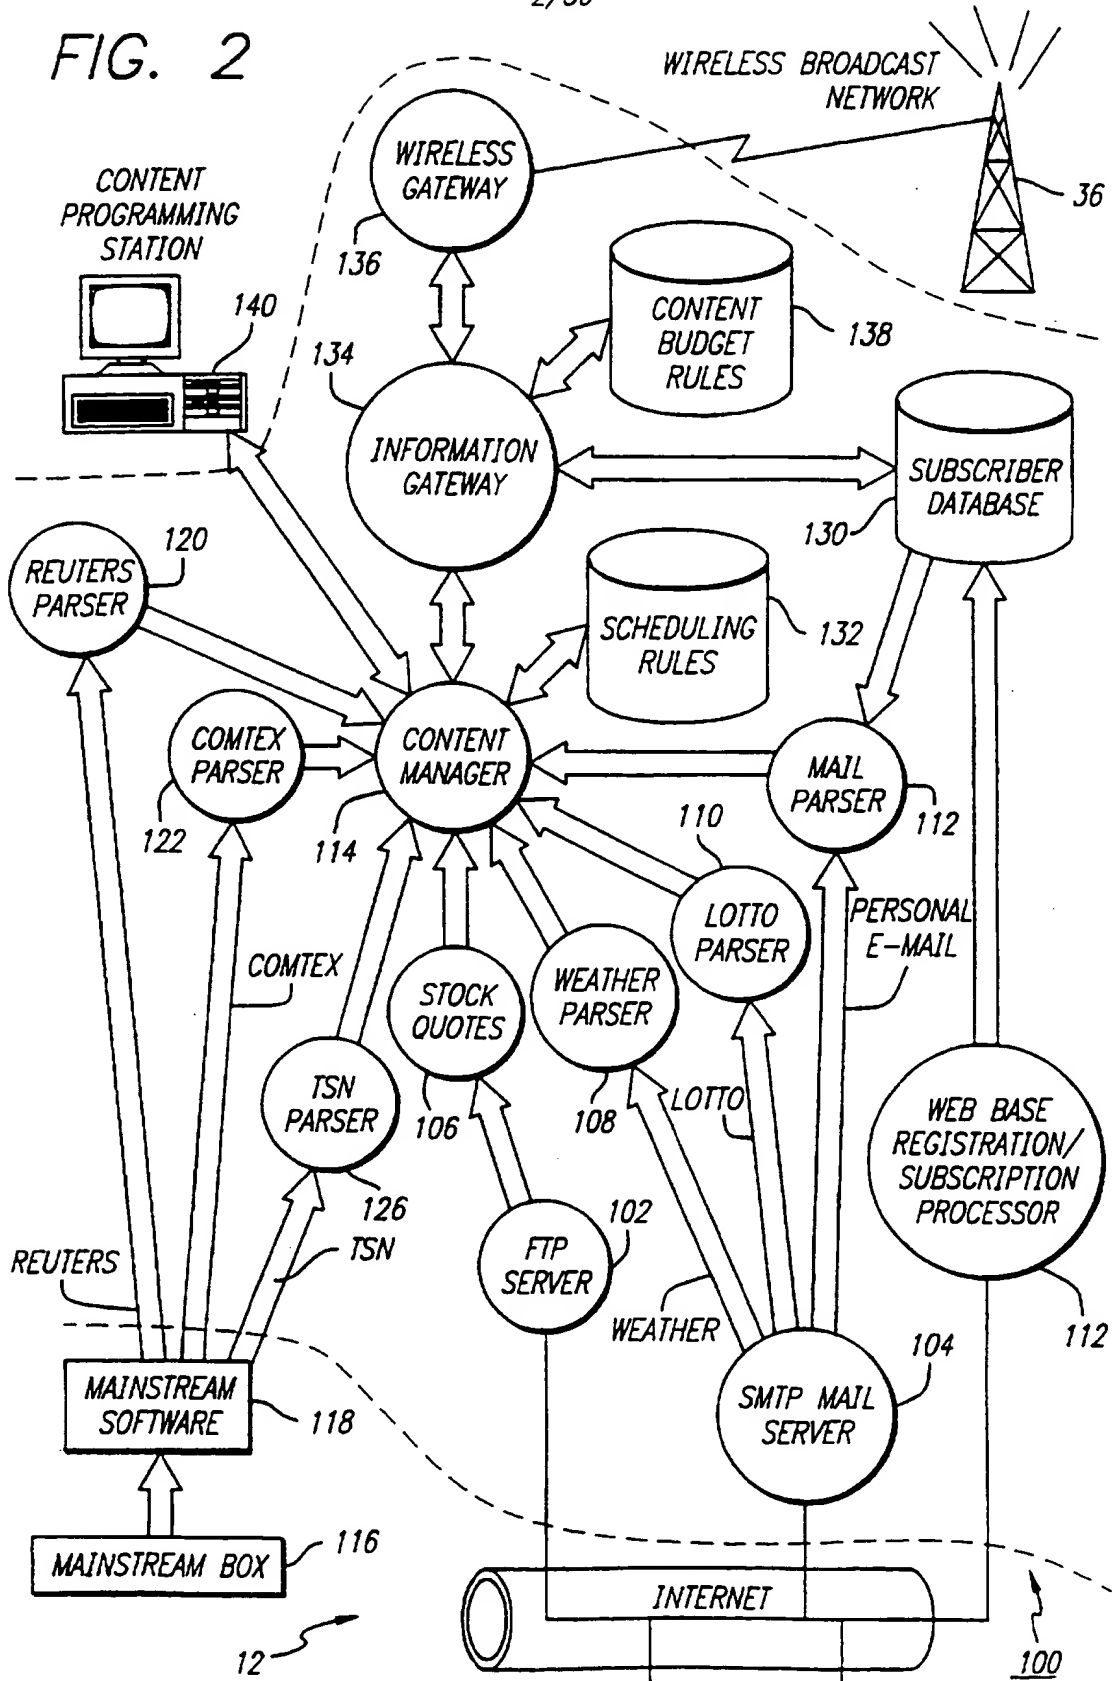 FIG. 2
WIRELESS BROADCAST
NETWORK
36
WIRELESS
GATEWAY
136
CONTENT
PROGRAMMING
STATION
140
CONTENT
BUDGET
RULES
138
134
INFORMATION
GATEWAY
SUBSCRIBER
DATABASE
130
120
REUTERS
PARSER
SCHEDULING
RULES
132
COMTEX
PARSER
122
CONTENT
MANAGER
114
MAIL
PARSER
112
110
LOTTO
PARSER
PERSONAL
E-MAIL
COMTEX
STOCK
QUOTES
106
WEATHER
PARSER
108
TSN
PARSER
126
LOTTO
WEB BASE
REGISTRATION/
SUBSCRIPTION
PROCESSOR
112
TSN
102
FTP
SERVER
REUTERS
WEATHER
104
SMTP MAIL
SERVER
MAINSTREAM
SOFTWARE
118
MAINSTREAM BOX
116
INTERNET
12
100